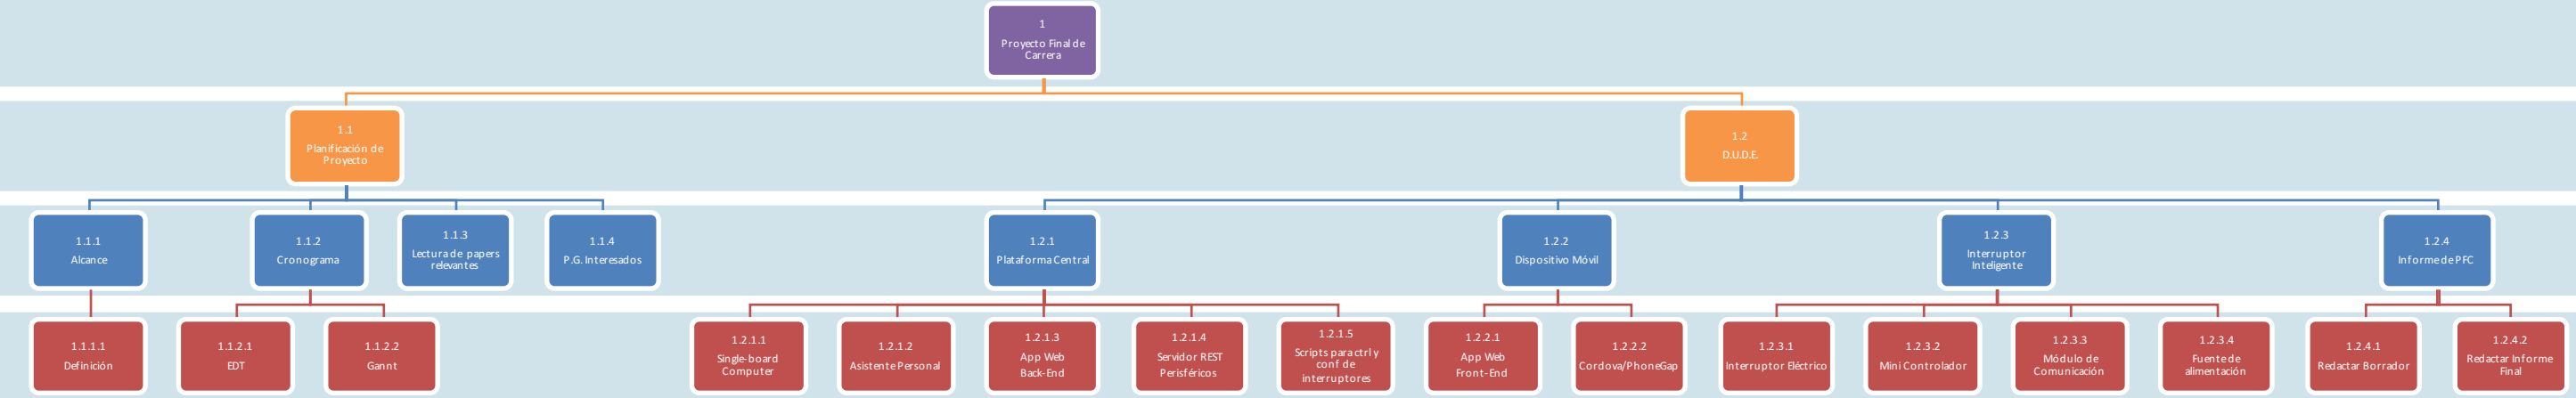 1
Proyecto Final de
Carrera
1.1
Planificación de
Proyecto
1.2
D.U.D.E.
1.1.1
Alcance
1.1.2
Cronograma
1.1.3
Lectura de papers
relevantes
1.1.4
P.G. Interesados
1.2.1
Plataforma Central
1.2.2
Dispositivo Móvil
1.2.3
Interruptor
Inteligente
1.2.4
Informe de PFC
1.1.1.1
Definición
1.1.2.1
EDT
1.1.2.2
Gannt
1.2.1.1
Single-board
Computer
1.2.1.2
Asistente Personal
1.2.1.3
App Web
Back-End
1.2.1.4
Servidor REST
Perisféricos
1.2.1.5
Scripts para ctrl y
conf de
interruptores
1.2.2.1
App Web
Front-End
1.2.2.2
Cordova/PhoneGap
1.2.3.1
Interruptor Eléctrico
1.2.3.2
Mini Controlador
1.2.3.3
Módulo de
Comunicación
1.2.3.4
Fuente de
alimentación
1.2.4.1
Redactar Borrador
1.2.4.2
Redactar Informe
Final